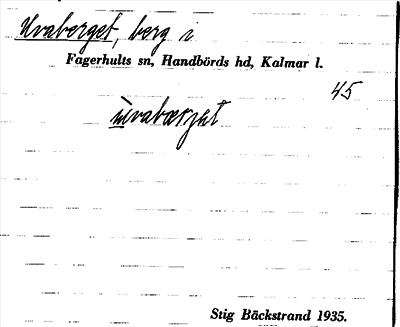 Uvaberget, berg i
Fagerhults sn, Handbörds hd, Kalmar l.
45
Stig Bäckstrand 1935.